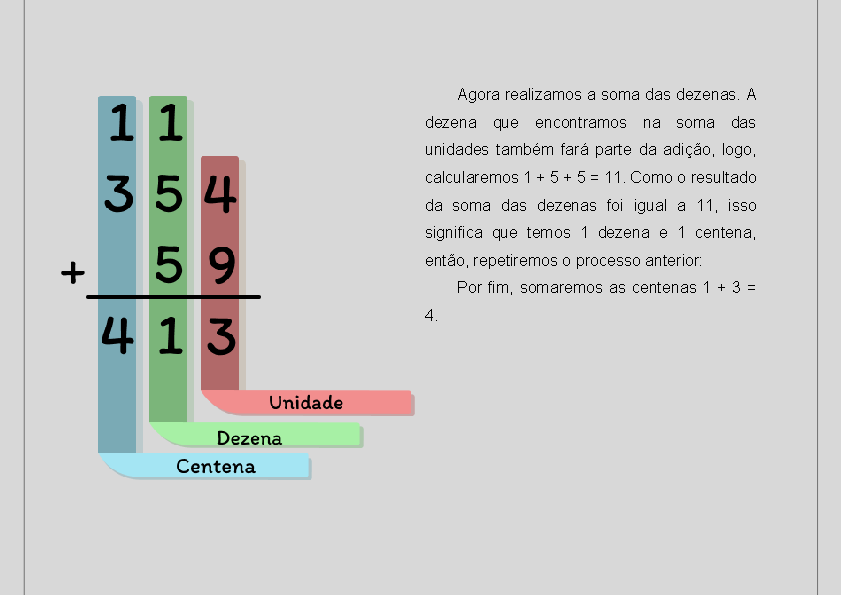 1 1
3 5 4
+ 5 9
4 1 3
Unidade
Dezena
Centena
Agora realizamos a soma das dezenas. A
dezena que encontramos na soma das
unidades também fará parte da adição, logo,
calcularemos 1 + 5 + 5 = 11. Como o resultado
da soma das dezenas foi igual a 11, isso
significa que temos 1 dezena e 1 centena,
então, repetiremos o processo anterior:
Por fim, somaremos as centenas 1 + 3 =
4.